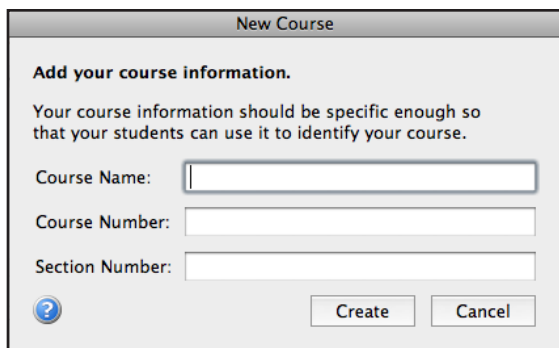 New Course
Add your course information.
Your course information should be specific enough so
that your students can use it to identify your course.
Course Name:
Course Number:
Section Number:
?
Create
Cancel